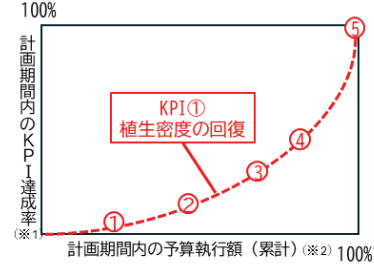 100%
計画期間内のKPI達成率
(※1)
KPI①
植生密度の回復
①
②
③
④
⑤
計画期間内の予算執行額（累計）(※2)
100%